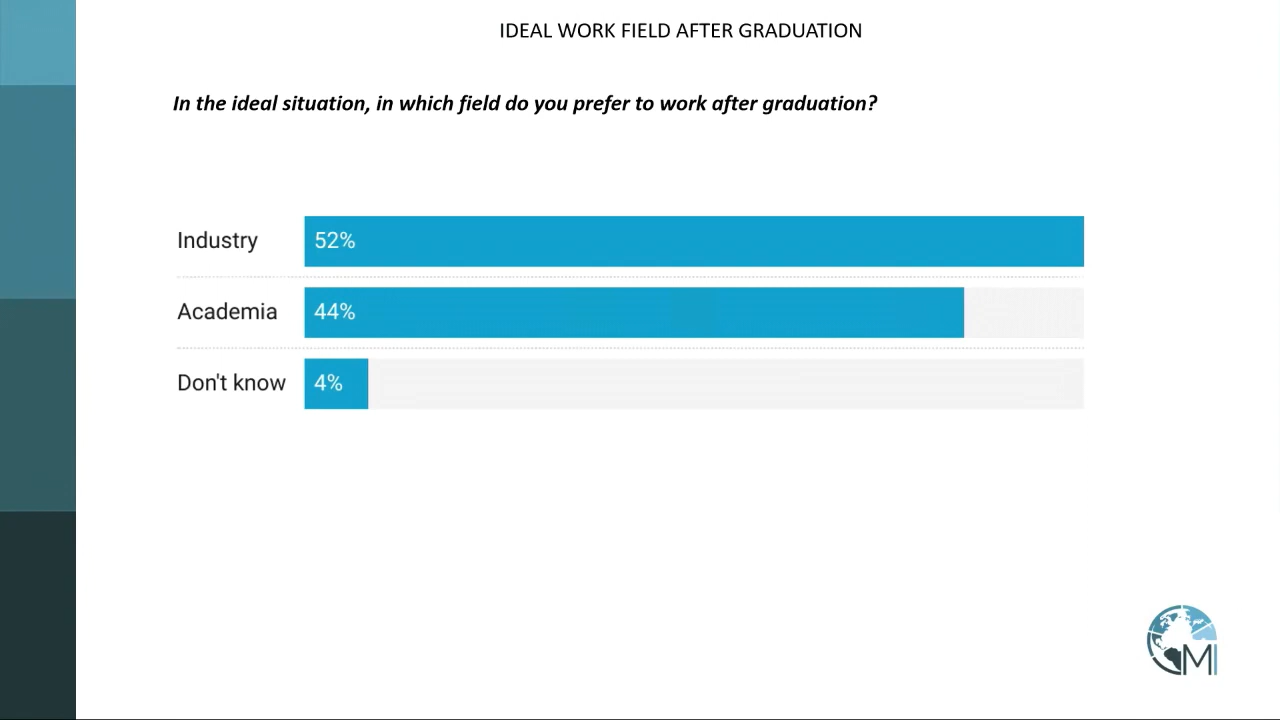 IDEAL WORK FIELD AFTER GRADUATION
In the ideal situation, in which field do you prefer to work after graduation?
Industry 52%
Academia 44%
Don't know 4%
MI